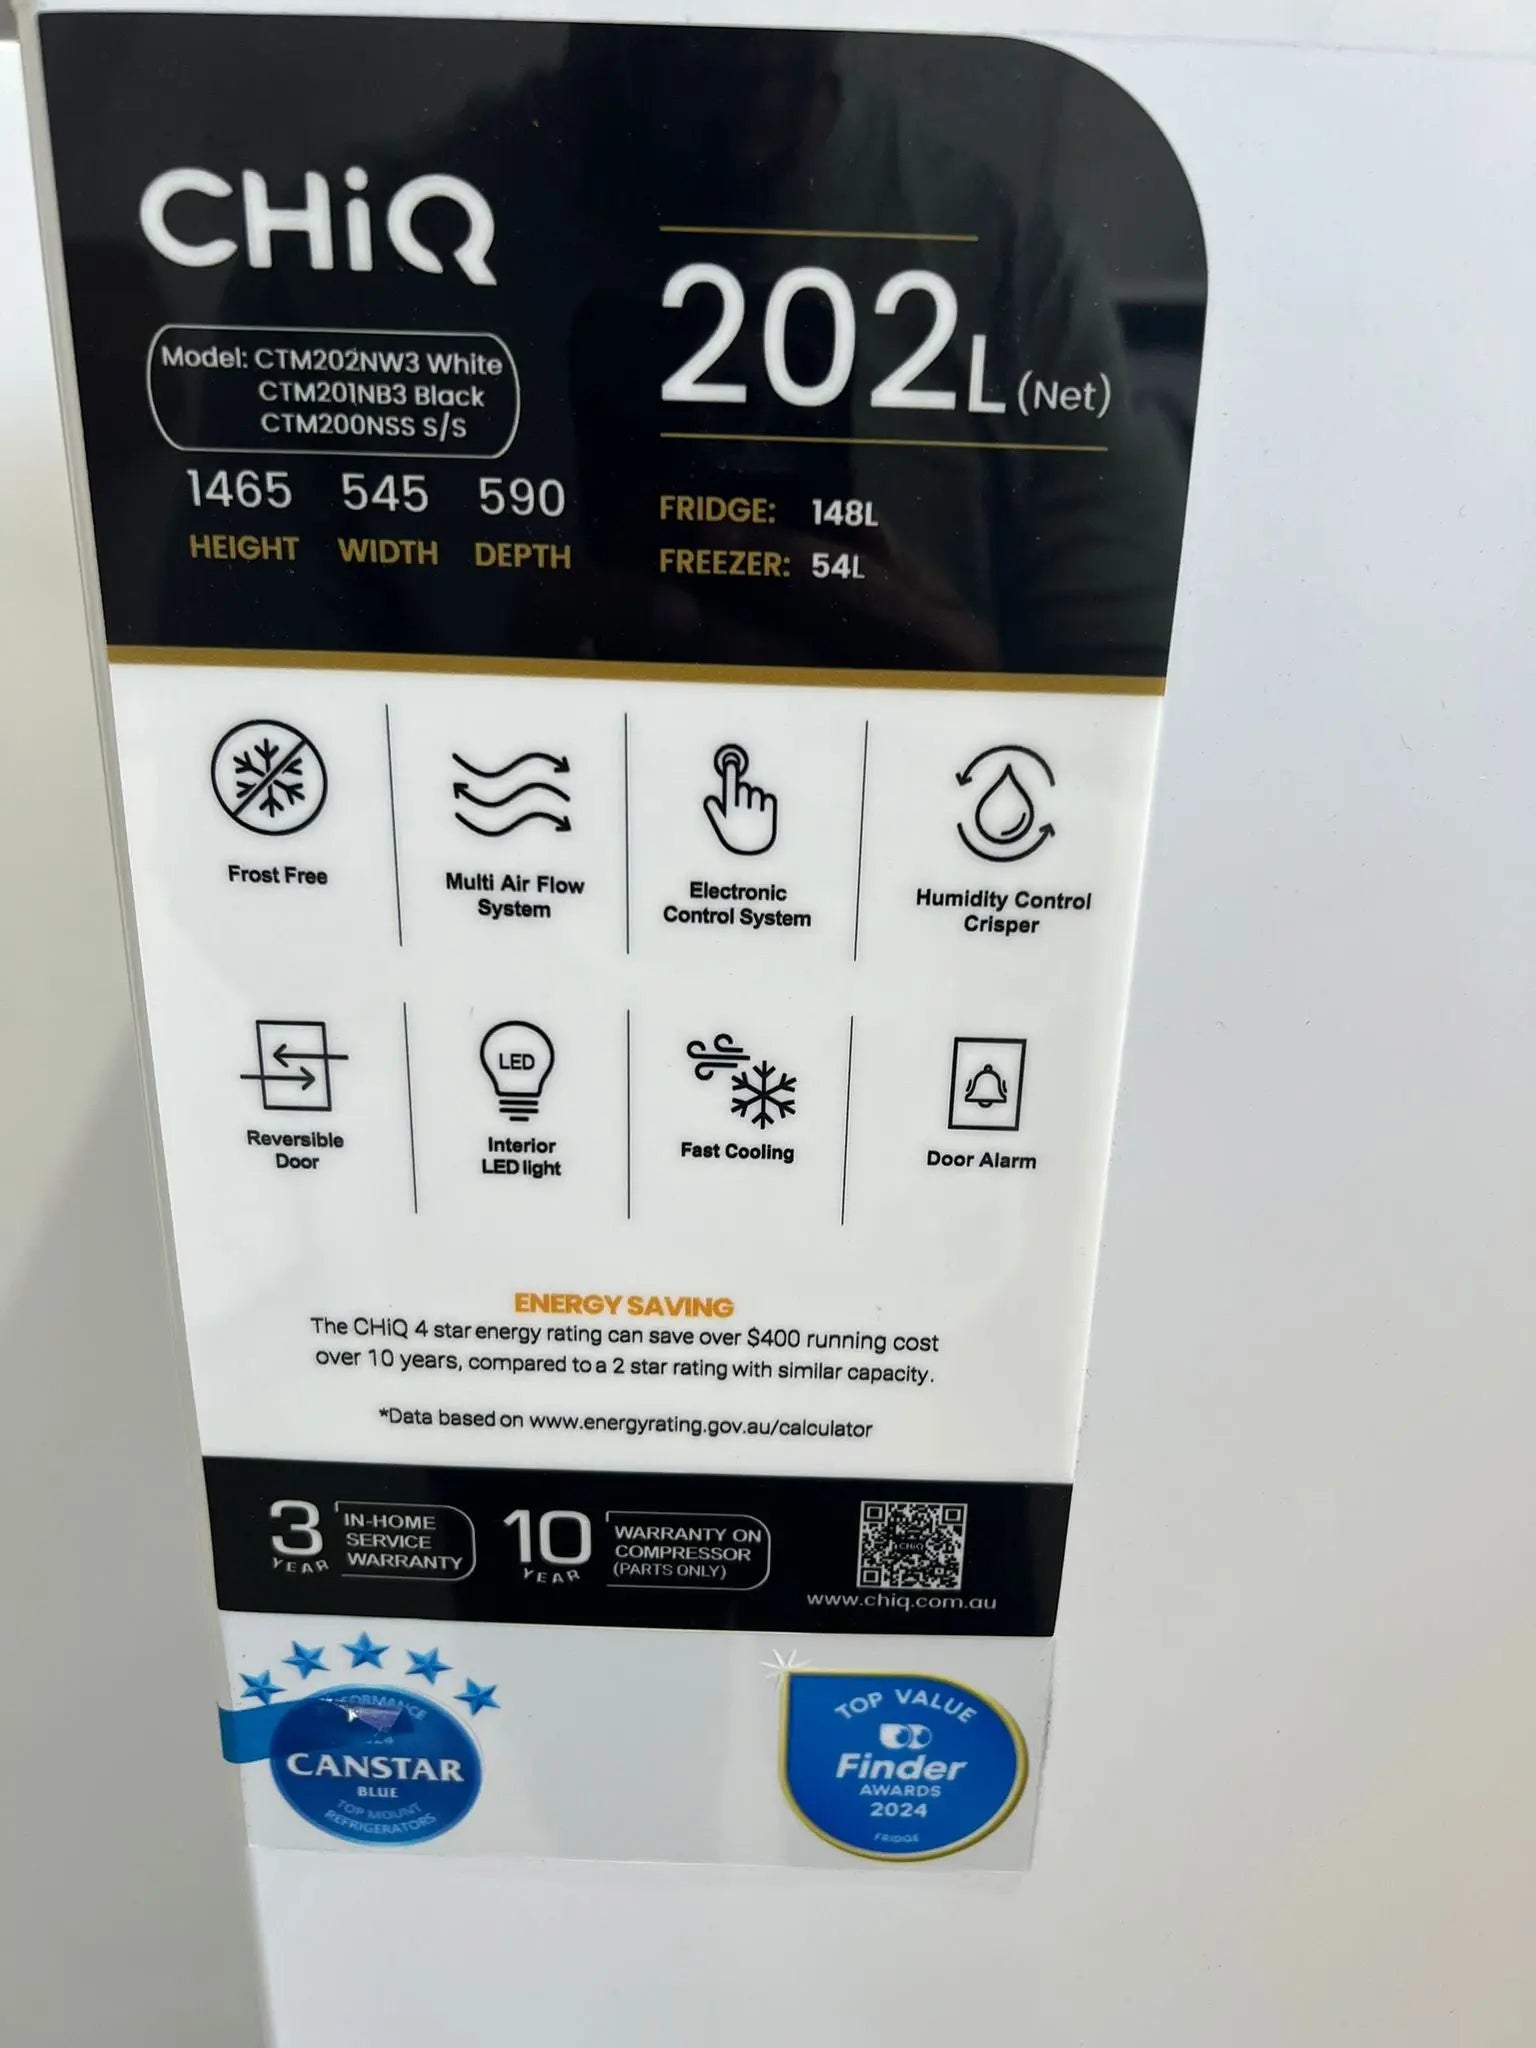 CHiQ
Model: CTM202NW3 White
CTM201NB3 Black
CTM200NSS S/S
1465 545 590
HEIGHT WIDTH DEPTH
202L (Net)
FRIDGE: 148L
FREEZER: 54L
Frost Free
Multi Air Flow
System
Electronic
Control System
Humidity Control
Crisper
Reversible
Door
LED
Interior
LED light
Fast Cooling
Door Alarm
ENERGY SAVING
The CHiQ 4 star energy rating can save over $400 running cost
over 10 years, compared to a 2 star rating with similar capacity.
*Data based on www.energyrating.gov.au/calculator
3
YEAR
IN-HOME
SERVICE
WARRANTY
10
YEAR
WARRANTY ON
COMPRESSOR
(PARTS ONLY)
CHiQ
www.chiq.com.au
CANSTAR
BLUE
TOP MOUNT
REFRIGERATORS
TOP VALUE
Finder
AWARDS
2024
FRIDGE